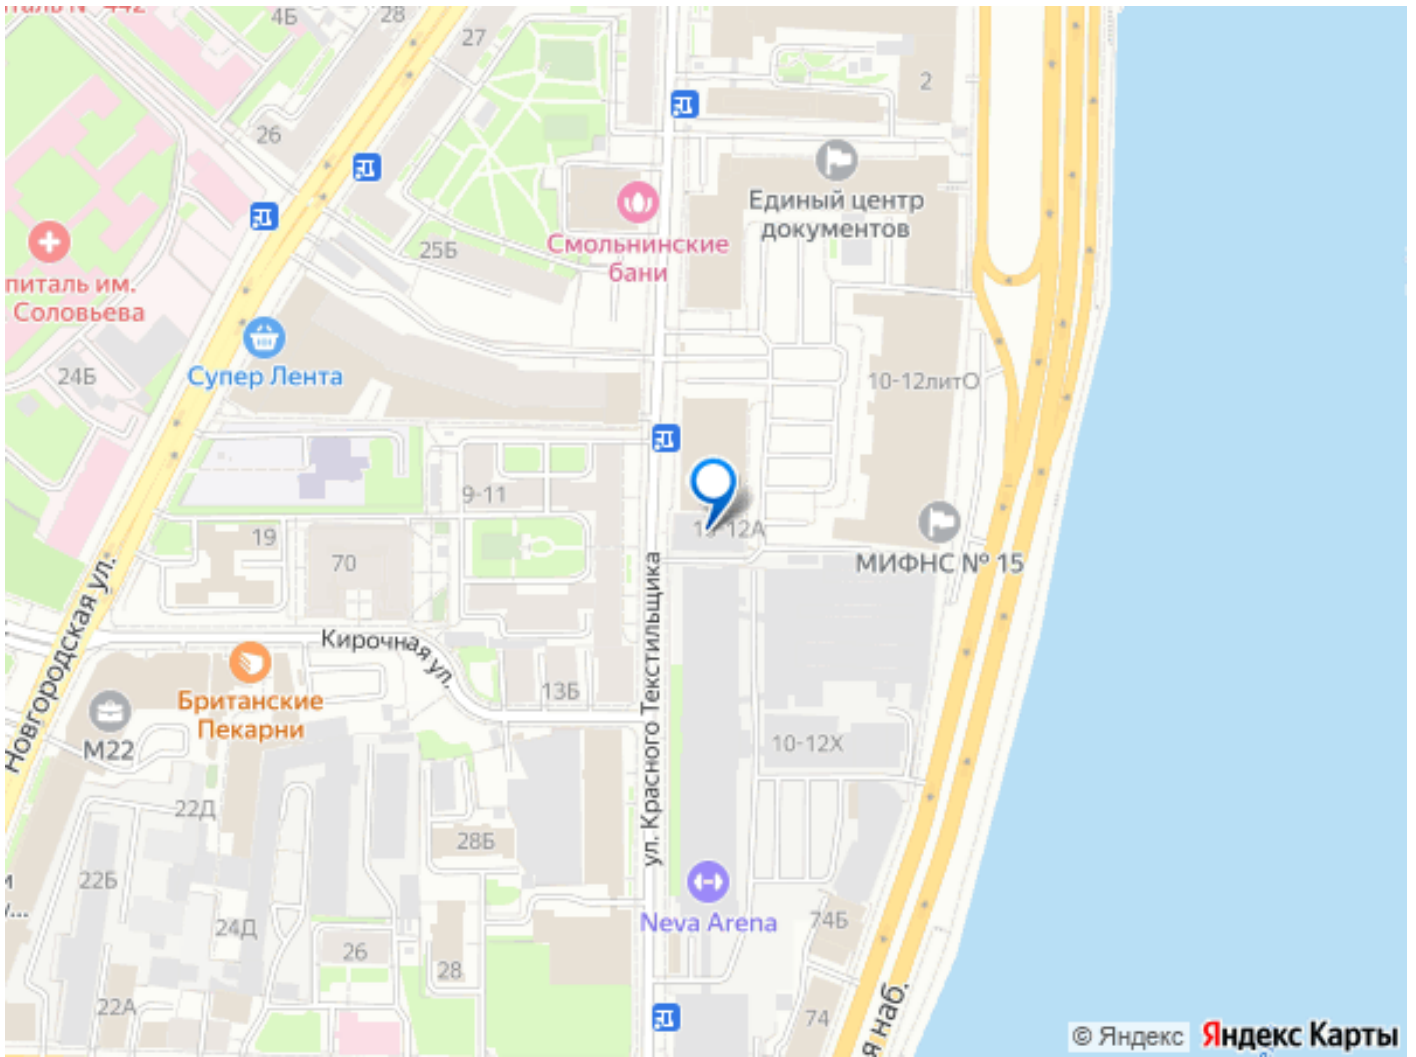 4Б
28
27
26
2
Единый центр
документов
Смольнинские
бани
25Б
питаль им.
Соловьева
Супер Лента
24Б
10-12литО
9-11
19
70
МИФНС № 15
Кирочная ул.
Новгородская ул.
ул. Красного Текстильщика
13Б
Британские
Пекарни
М22
10-12Х
22Д
28Б
22Б
24Д
Neva Arena
74Б
26
28
22А
74
я наб.
© Яндекс
Яндекс Карты